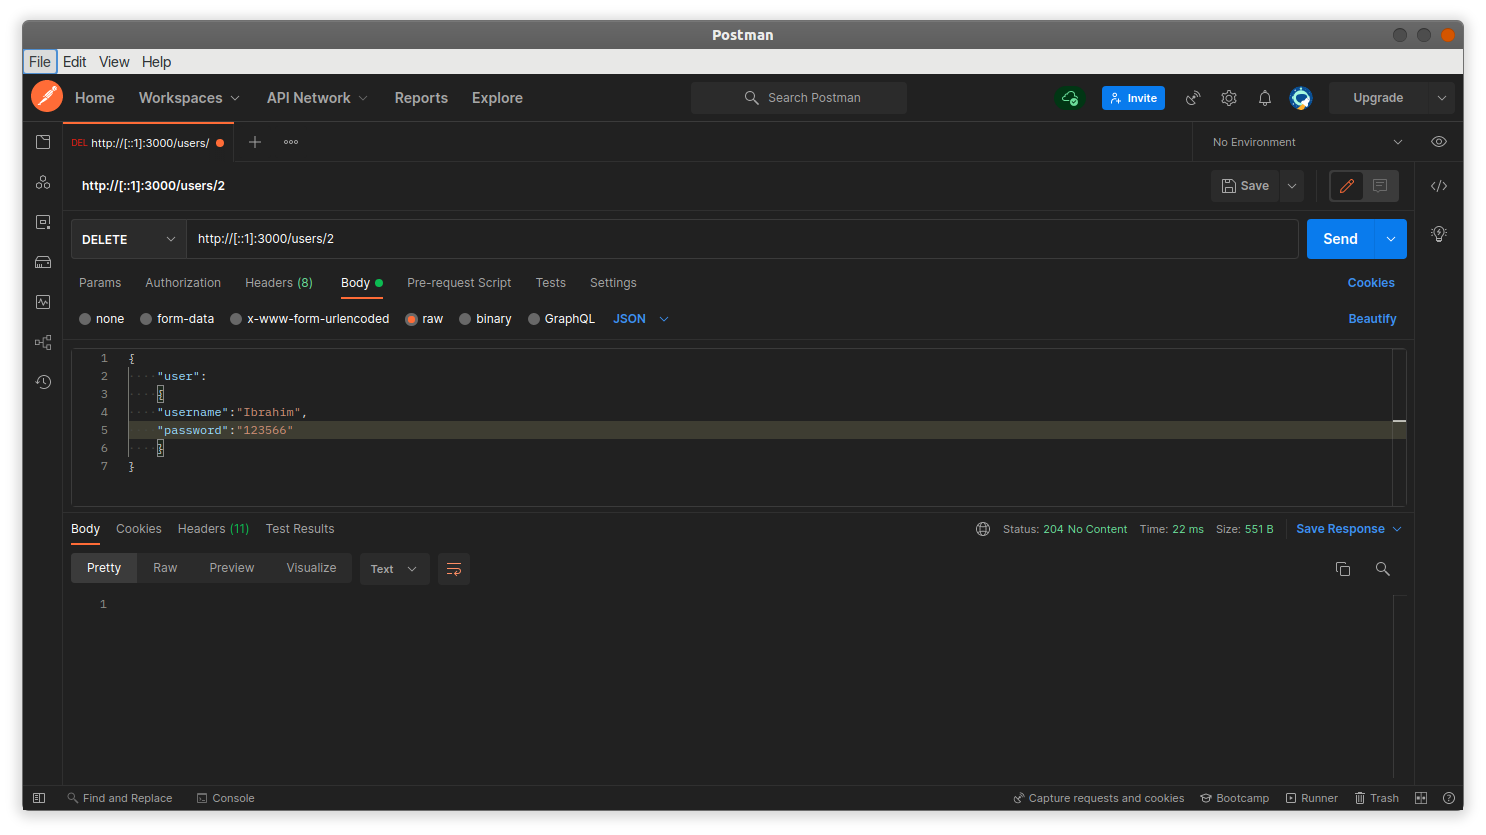 Postman
File Edit View Help
Home Workspaces API Network Reports Explore Search Postman Invite Upgrade
DEL http://[::1]:3000/users/ No Environment
http://[::1]:3000/users/2 Save
DELETE http://[::1]:3000/users/2 Send
Params Authorization Headers (8) Body Pre-request Script Tests Settings Cookies
none form-data x-www-form-urlencoded raw binary GraphQL JSON Beautify
1 {
2 "user":
3 {
4 "username":"Ibrahim",
5 "password":"123566"
6 }
7 }
Body Cookies Headers (11) Test Results Status: 204 No Content Time: 22 ms Size: 551 B Save Response
Pretty Raw Preview Visualize Text
1
Find and Replace Console Capture requests and cookies Bootcamp Runner Trash